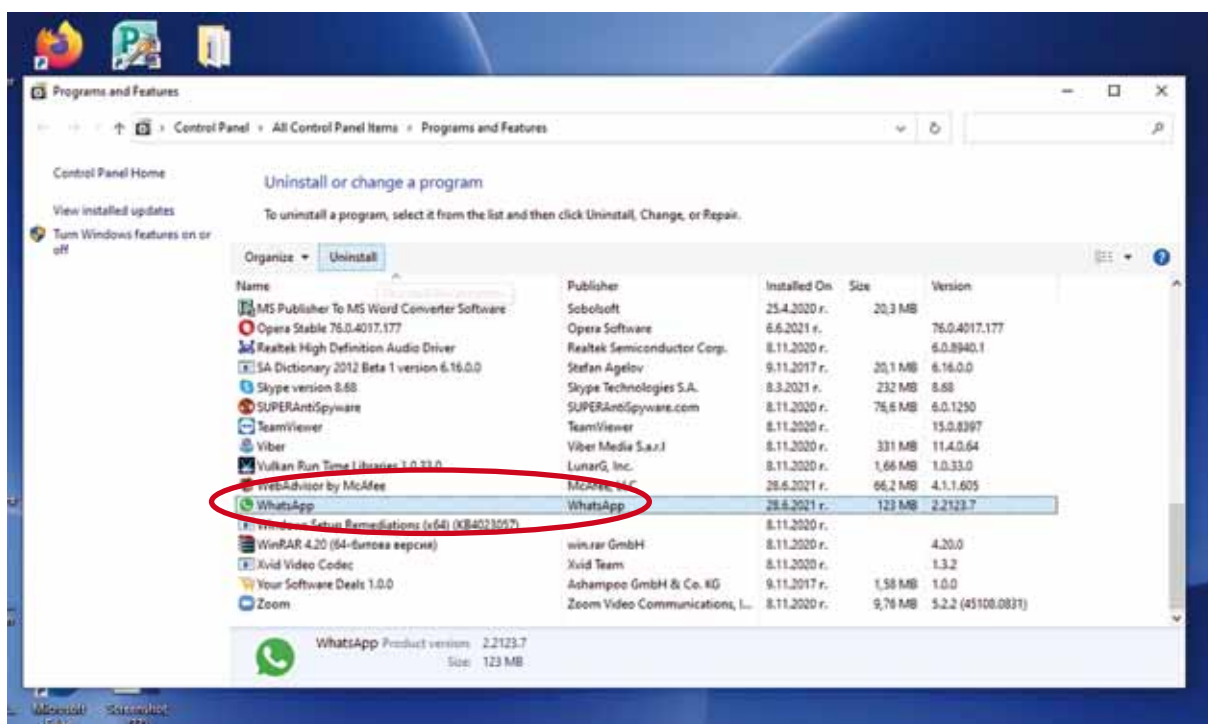 Programs and Features
Control Panel › All Control Panel Items › Programs and Features
Control Panel Home
View installed updates
Turn Windows features on or
off
Uninstall or change a program
To uninstall a program, select it from the list and then click Uninstall, Change, or Repair.
Organize Uninstall
Name Publisher Installed On Size Version
MS Publisher To MS Word Converter Software Sobolsoft 25.4.2020 г. 20,3 MB
Opera Stable 76.0.4017.177 Opera Software 6.6.2021 г. 76.0.4017.177
Realtek High Definition Audio Driver Realtek Semiconductor Corp. 8.11.2020 г. 6.0.8940.1
SA Dictionary 2012 Beta 1 version 6.16.0.0 Stefan Agelov 9.11.2017 г. 20,1 MB 6.16.0.0
Skype version 8.68 Skype Technologies S.A. 8.3.2021 г. 232 MB 8.68
SUPERAntiSpyware SUPERAntiSpyware.com 8.11.2020 г. 76,6 MB 6.0.1250
TeamViewer TeamViewer 8.11.2020 г. 15.0.8397
Viber Viber Media S.a.r.l 8.11.2020 г. 331 MB 11.4.0.64
Vulkan Run Time Libraries 1.0.33.0 LunarG, Inc. 8.11.2020 г. 1,66 MB 1.0.33.0
WebAdvisor by McAfee McAfee, LLC 28.6.2021 г. 66,2 MB 4.1.1.605
WhatsApp WhatsApp 28.6.2021 г. 123 MB 2.2123.7
Windows Setup Remediations (x64) (KB4023057) 8.11.2020 г.
WinRAR 4.20 (64-битова версия) win.rar GmbH 8.11.2020 г. 4.20.0
Xvid Video Codec Xvid Team 8.11.2020 г. 1.3.2
Your Software Deals 1.0.0 Ashampoo GmbH & Co. KG 9.11.2017 г. 1,58 MB 1.0.0
Zoom Zoom Video Communications, I... 8.11.2020 г. 9,76 MB 5.2.2 (45108.0831)
WhatsApp Product version: 2.2123.7
Size: 123 MB
Microsoft Screenshot